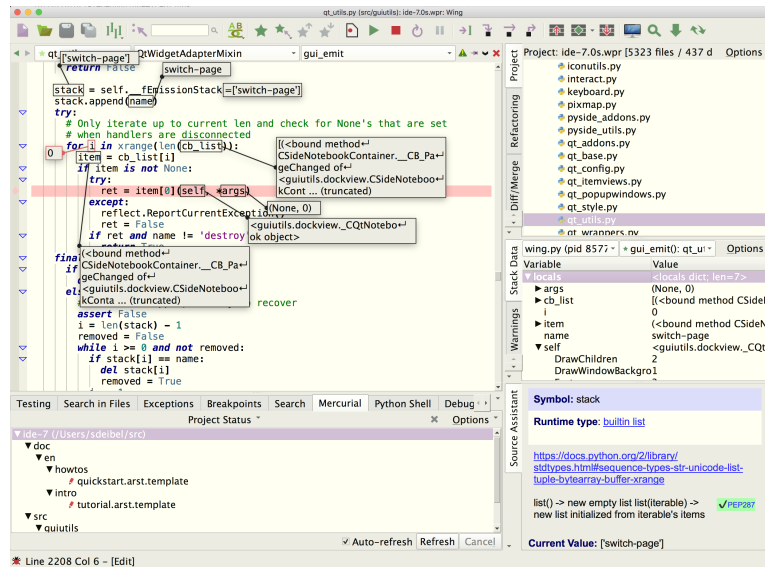 qt_utils.py (src/guiutils): ide-7.0s.wpr: Wing
['switch-page']
QtWidgetAdapterMixin
gui_emit
return False
switch-page
stack = self.__fEmissionStack
=['switch-page']
stack.append(name)
try:
# Only iterate up to current len and check for None's that are set
# when handlers are disconnected
for i in xrange(len(cb_list)):
0
item = cb_list[i]
[(<bound method↵
CSideNotebookContainer.__CB_Pa↵
geChanged of↵
<guiutils.dockview.CSideNoteboo↵
kCont ... (truncated)
if item is not None:
try:
ret = item[0](self, *args)
except:
(None, 0)
reflect.ReportCurrentException()
ret = False
<guiutils.dockview._CQtNotebo↵
ok object>
if ret and name != 'destroy'
return True
(<bound method↵
CSideNotebookContainer.__CB_Pa↵
geChanged of↵
<guiutils.dockview.CSideNoteboo↵
kConta ... (truncated)
recover
assert False
i = len(stack) - 1
removed = False
while i >= 0 and not removed:
if stack[i] == name:
del stack[i]
removed = True
Testing Search in Files Exceptions Breakpoints Search Mercurial Python Shell Debug
Project Status Options
ide-7 (/Users/sdeibel/src)
doc
en
howtos
quickstart.arst.template
intro
tutorial.arst.template
src
guiutils
Auto-refresh Refresh Cancel
Line 2208 Col 6 – [Edit]
Project
Refactoring
Diff/Merge
Project: ide-7.0s.wpr [5323 files / 437 d Options
iconutils.py
interact.py
keyboard.py
pixmap.py
pyside_addons.py
pyside_utils.py
qt_addons.py
qt_base.py
qt_config.py
qt_itemviews.py
qt_popupwindows.py
qt_style.py
qt_utils.py
qt_wrappers.py
Stack Data
Warnings
wing.py (pid 8577 gui_emit(): qt_u Options
Variable Value
locals <locals dict; len=7>
args (None, 0)
cb_list [(<bound method CSideN
i 0
item (<bound method CSideN
name switch-page
self <guiutils.dockview._CQt
DrawChildren 2
DrawWindowBackgro1
Source Assistant
Symbol: stack
Runtime type: builtin list
https://docs.python.org/2/library/
stdtypes.html#sequence-types-str-unicode-list-
tuple-bytearray-buffer-xrange
list() -> new empty list list(iterable) ->
new list initialized from iterable's items
✓PEP287
Current Value: ['switch-page']